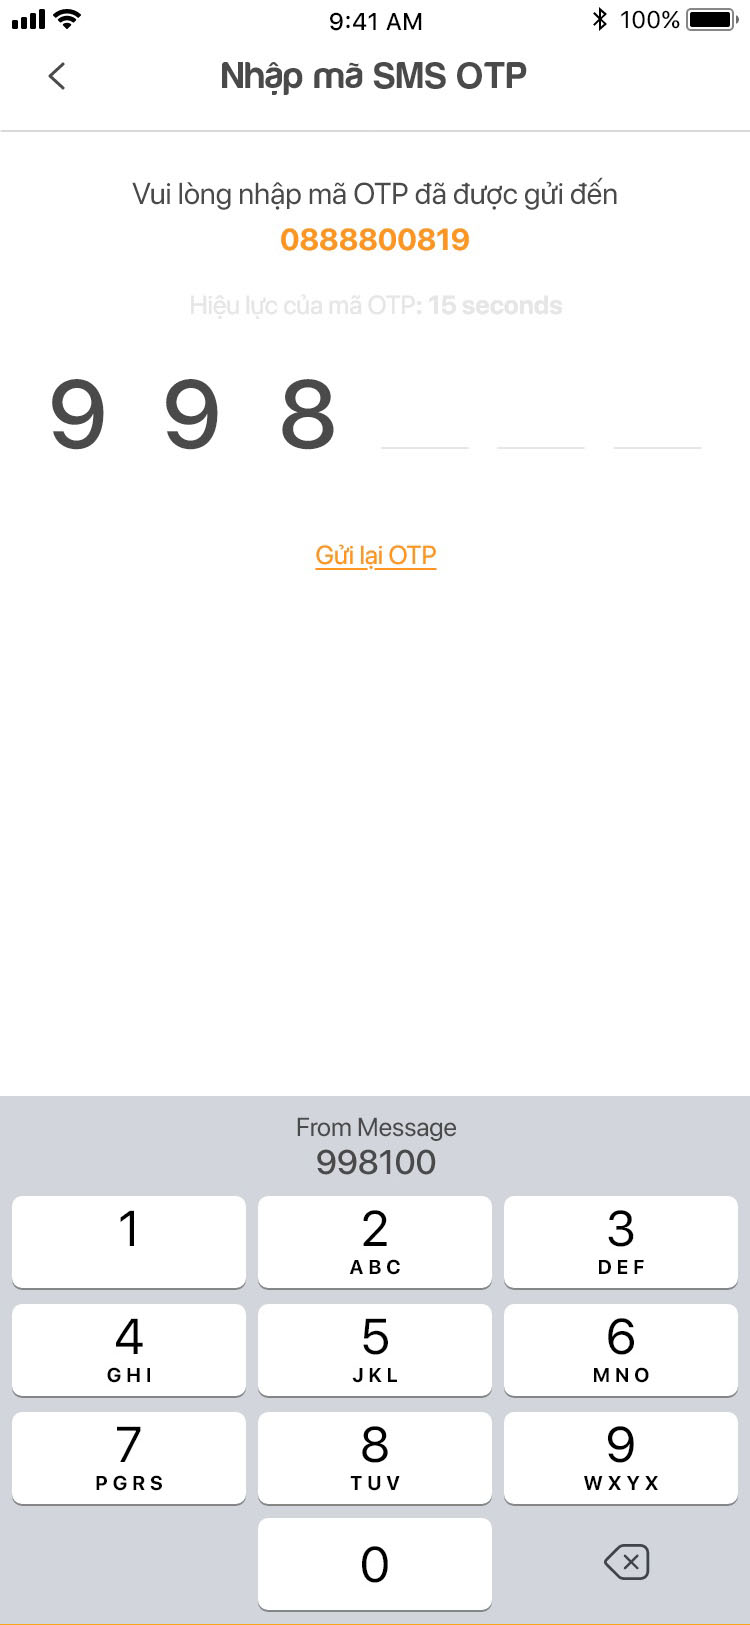 9:41 AM
100%
Nhập mã SMS OTP
Vui lòng nhập mã OTP đã được gửi đến
0888800819
Hiệu lực của mã OTP: 15 seconds
9 9 8
Gửi lại OTP
From Message
998100
1 2 3
ABC DEF
4 5 6
GHI JKL MNO
7 8 9
PGRS TUV WXYX
0